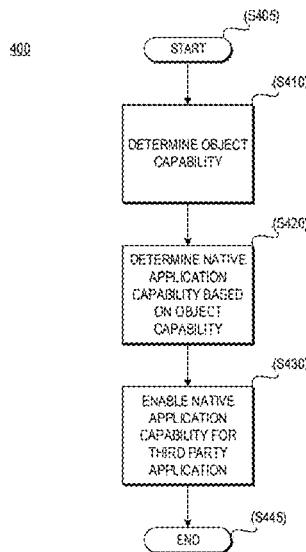 400
(S405)
START
(S410)
DETERMINE OBJECT
CAPABILITY
(S420)
DETERMINE NATIVE
APPLICATION
CAPABILITY BASED
ON OBJECT
CAPABILITY
(S430)
ENABLE NATIVE
APPLICATION
CAPABILITY FOR
THIRD PARTY
APPLICATION
(S445)
END